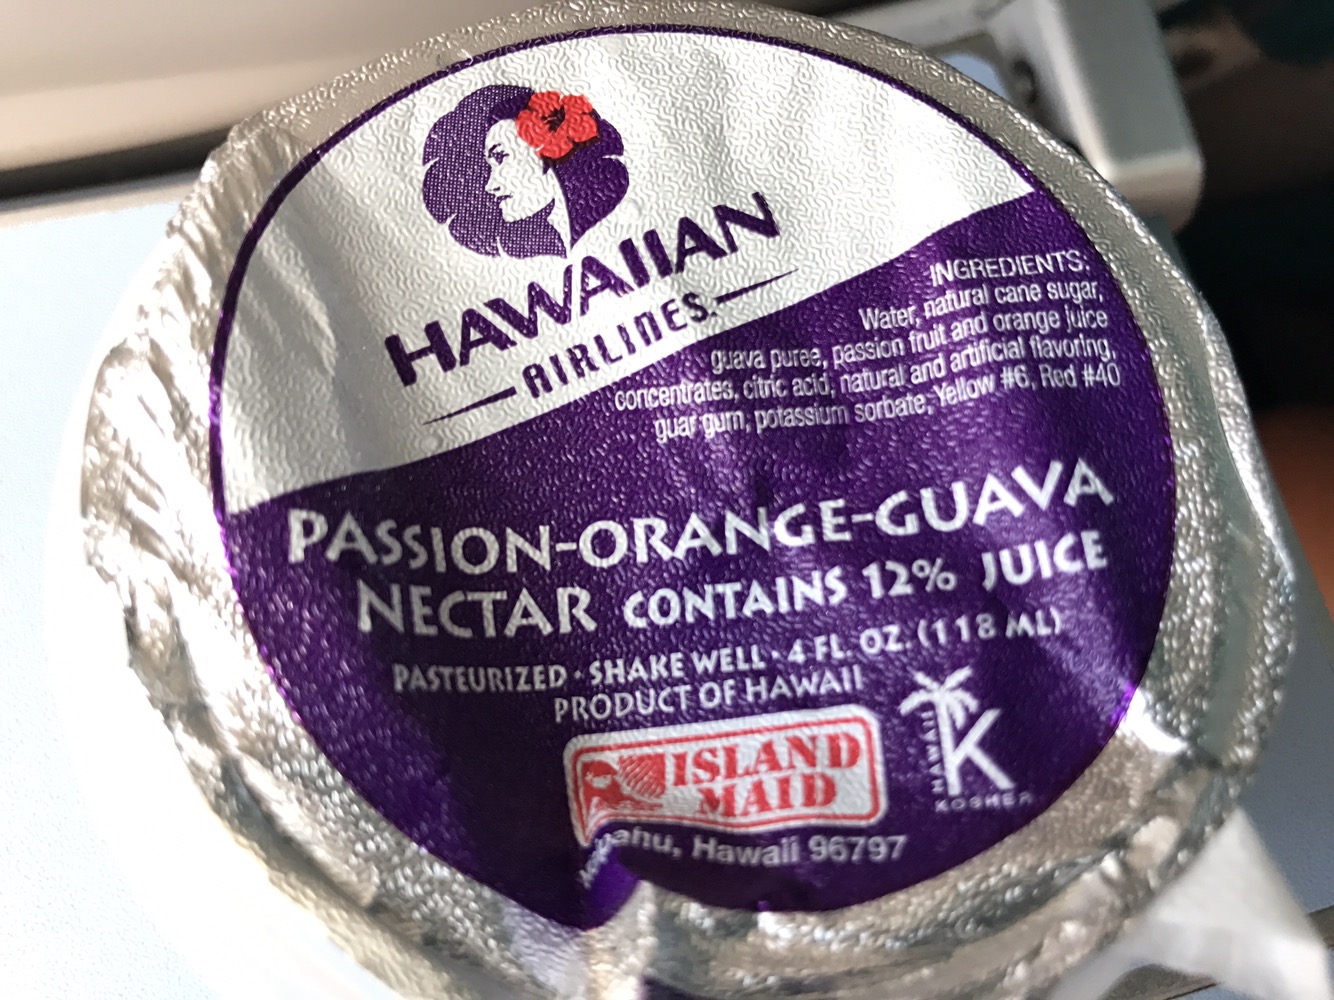 HAWAIIAN
AIRLINES.
INGREDIENTS:
Water, natural cane sugar,
guava puree, passion fruit and orange juice
concentrates, citric acid, natural and artificial flavoring,
guar gum, potassium sorbate, Yellow #6, Red #40
PASSION-ORANGE-GUAVA
NECTAR CONTAINS 12% JUICE
PASTEURIZED • SHAKE WELL • 4 FL. OZ. (118 ML)
PRODUCT OF HAWAII
ISLAND
MAID
HAWAII
K
KOSHER
Hawaii 96797